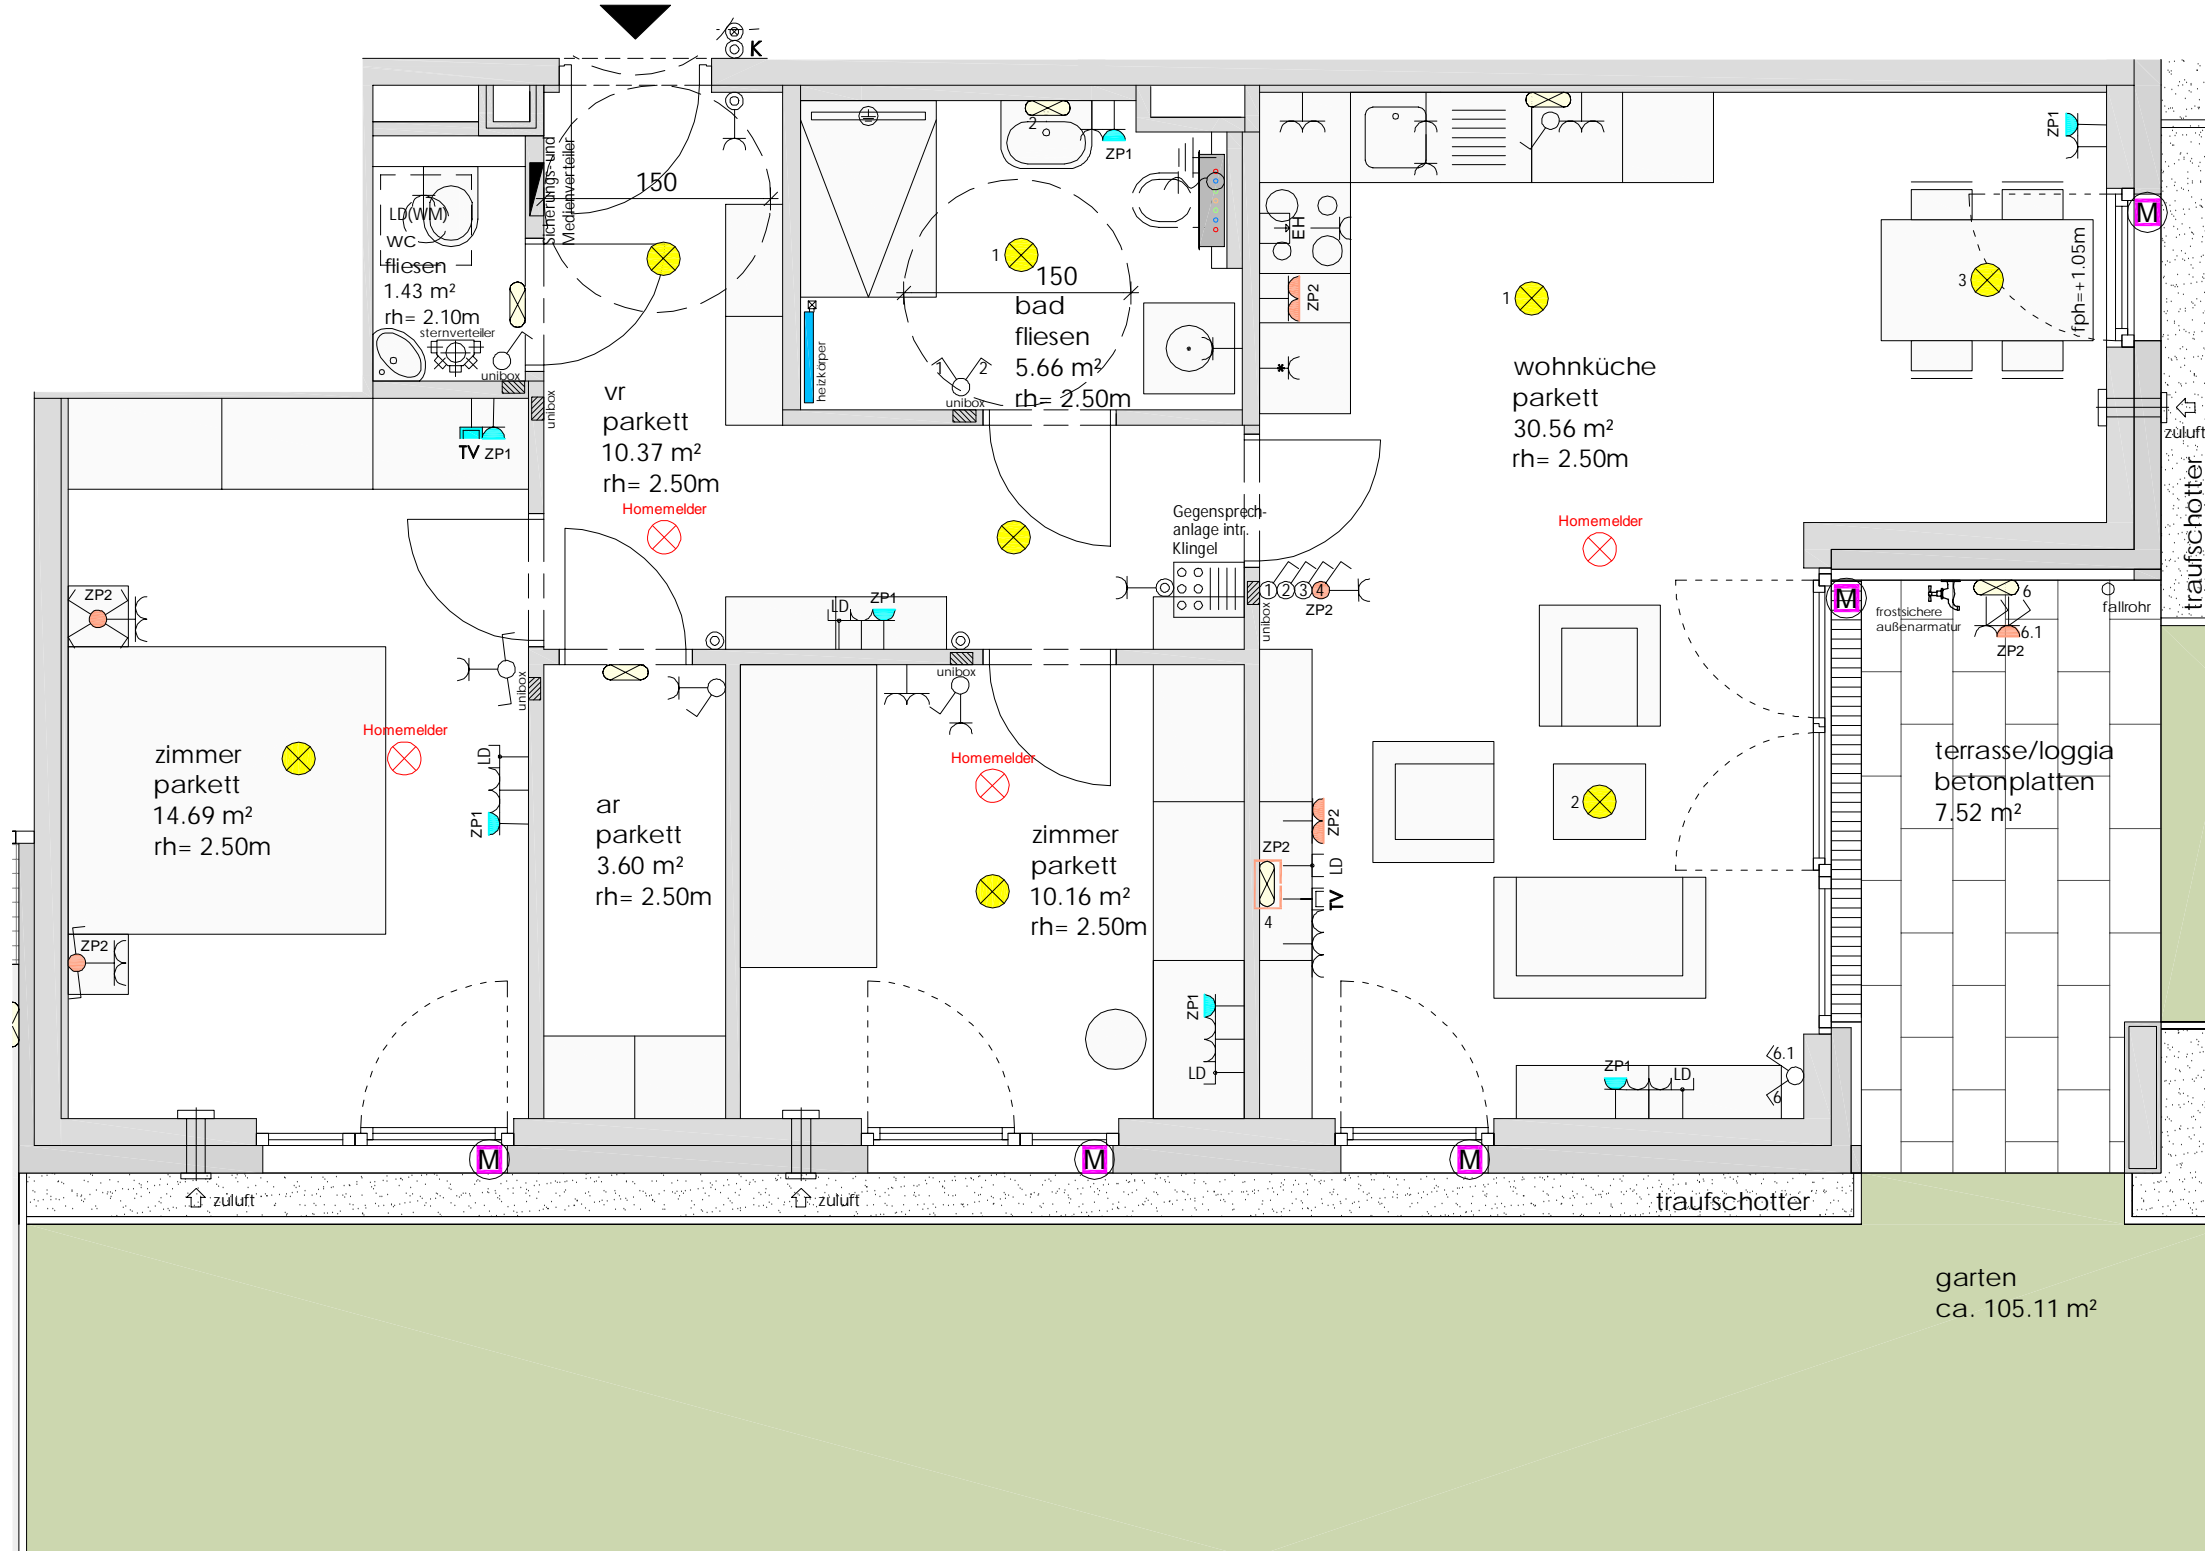 K
Sicherungs- und
Medienverteiler
150
LD(WM)
WC
fliesen
1.43 m²
rh= 2.10m
sternverteiler
unibox
unibox
2
ZP1
1
150
bad
fliesen
5.66 m²
rh= 2.50m
heizkörper
1
2
unibox
EH
ZP2
*
1
wohnküche
parkett
30.56 m²
rh= 2.50m
ZP1
M
3
fph=+1.05m
zuluft
traufschotter
TV ZP1
vr
parkett
10.37 m²
rh= 2.50m
Homemelder
Gegensprech-
anlage intr.
Klingel
Homemelder
unibox
1 2 3 4
ZP2
M
frostsichere
außenarmatur
6
6.1
ZP2
fallrohr
ZP2
LD
ZP1
unibox
unibox
Homemelder
zimmer
parkett
14.69 m²
rh= 2.50m
LD
ZP1
ZP2
ar
parkett
3.60 m²
rh= 2.50m
Homemelder
zimmer
parkett
10.16 m²
rh= 2.50m
ZP2
ZP2
LD
TV
4
2
terrasse/loggia
betonplatten
7.52 m²
ZP1
LD
ZP1
LD
6.1
6
M
M
M
zuluft
zuluft
traufschotter
garten
ca. 105.11 m²